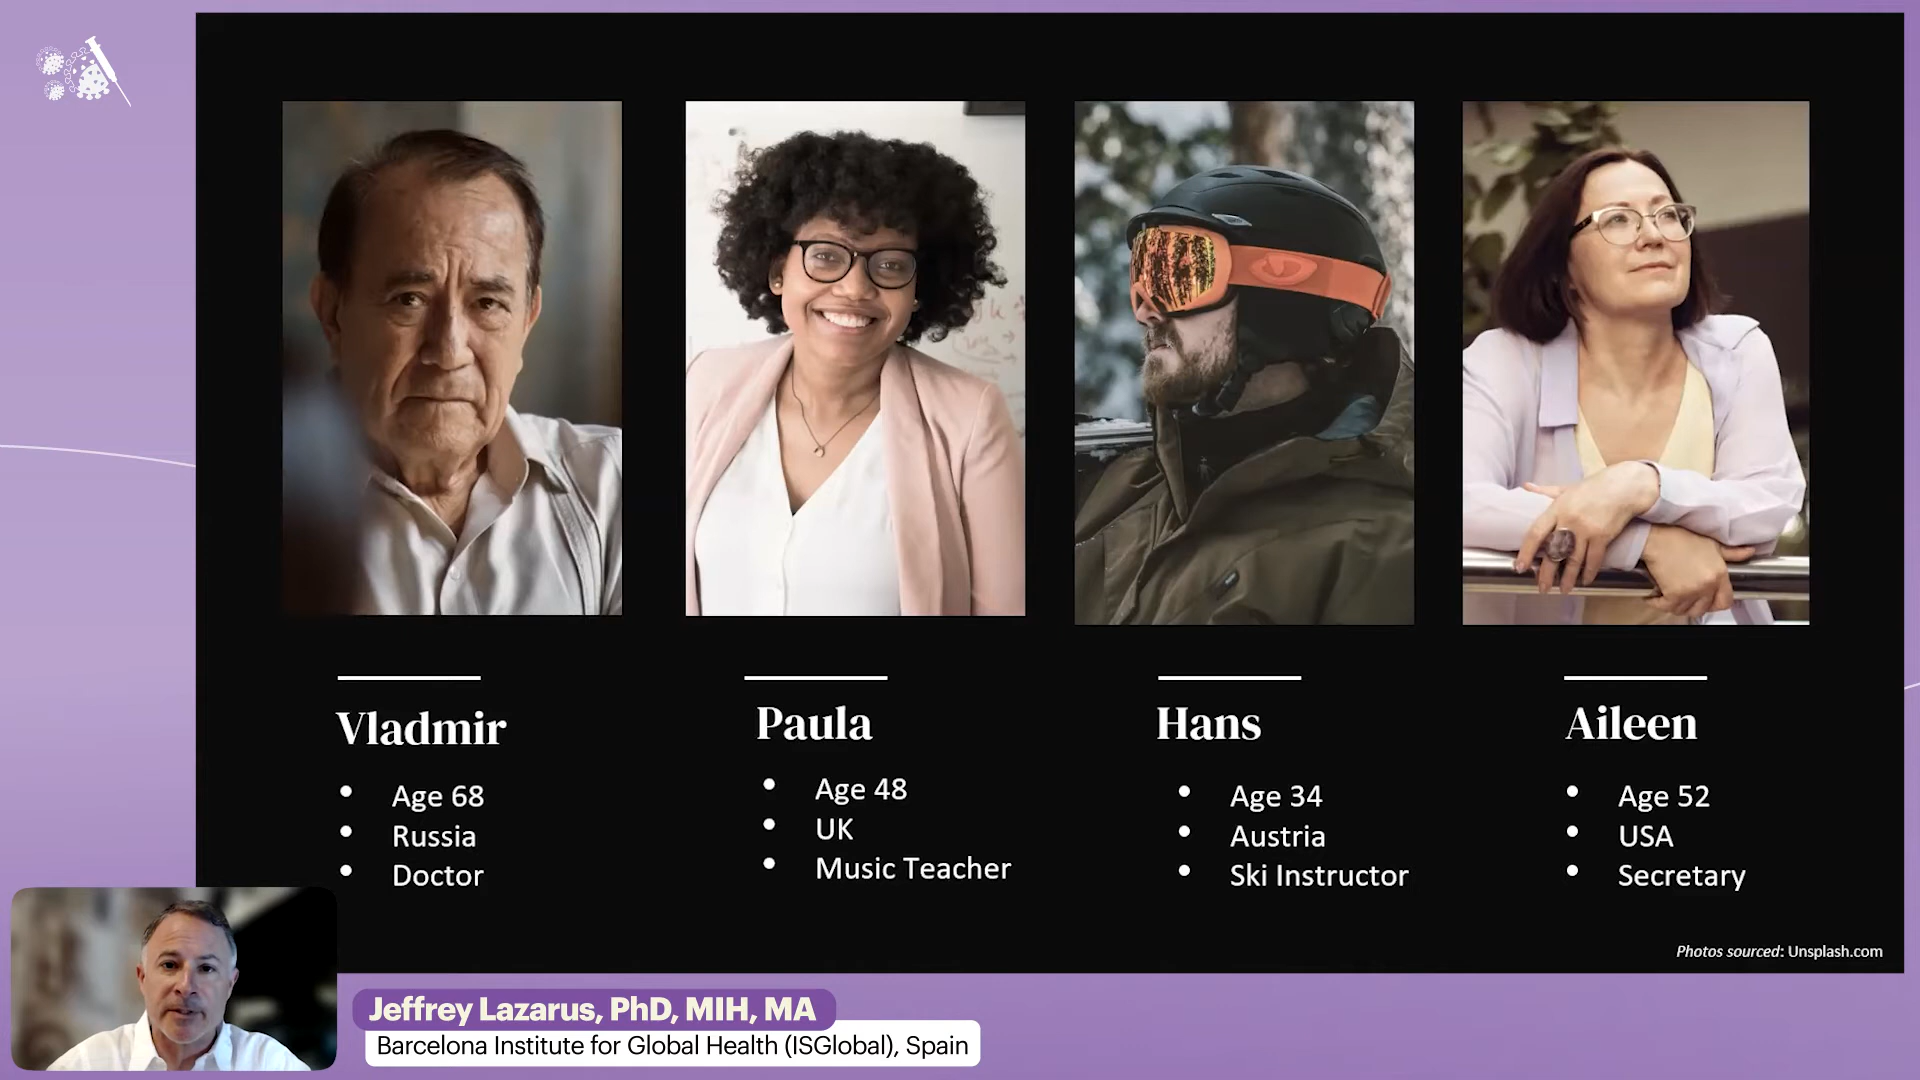 Vladmir
Age 68
Russia
Doctor
Paula
Age 48
UK
Music Teacher
Hans
Age 34
Austria
Ski Instructor
Aileen
Age 52
USA
Secretary
Photos sourced: Unsplash.com
Jeffrey Lazarus, PhD, MIH, MA
Barcelona Institute for Global Health (ISGlobal), Spain